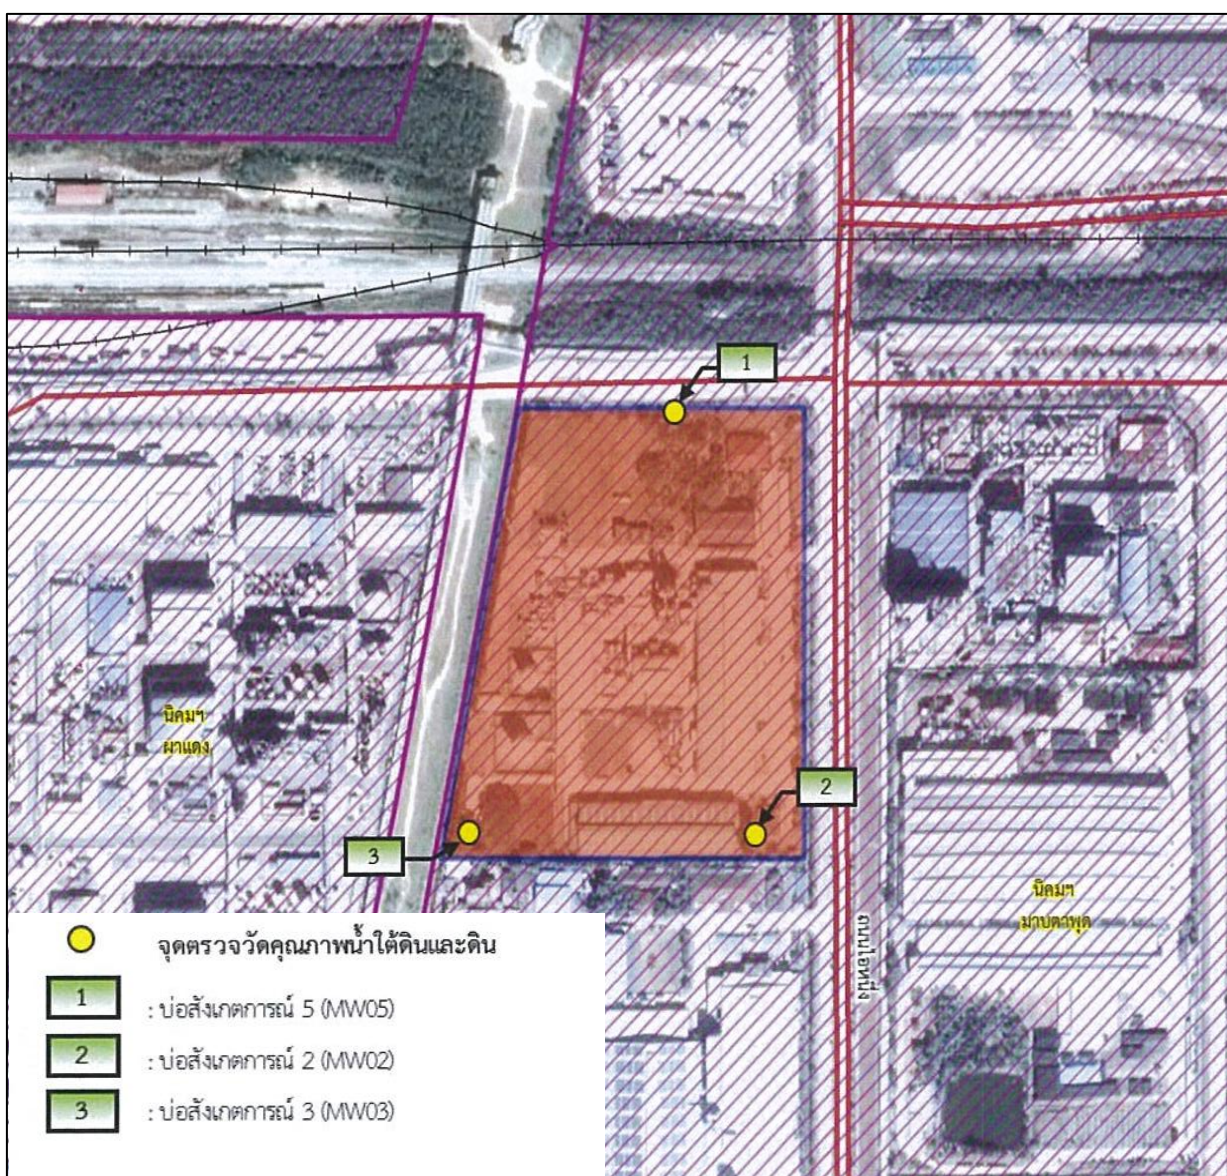 1
2
3
นิคมฯ
ผาแดง
นิคมฯ
มาบตาพุด
ถนนไอหนึ่ง
จุดตรวจวัดคุณภาพน้ำใต้ดินและดิน
1 : บ่อสังเกตการณ์ 5 (MW05)
2 : บ่อสังเกตการณ์ 2 (MW02)
3 : บ่อสังเกตการณ์ 3 (MW03)